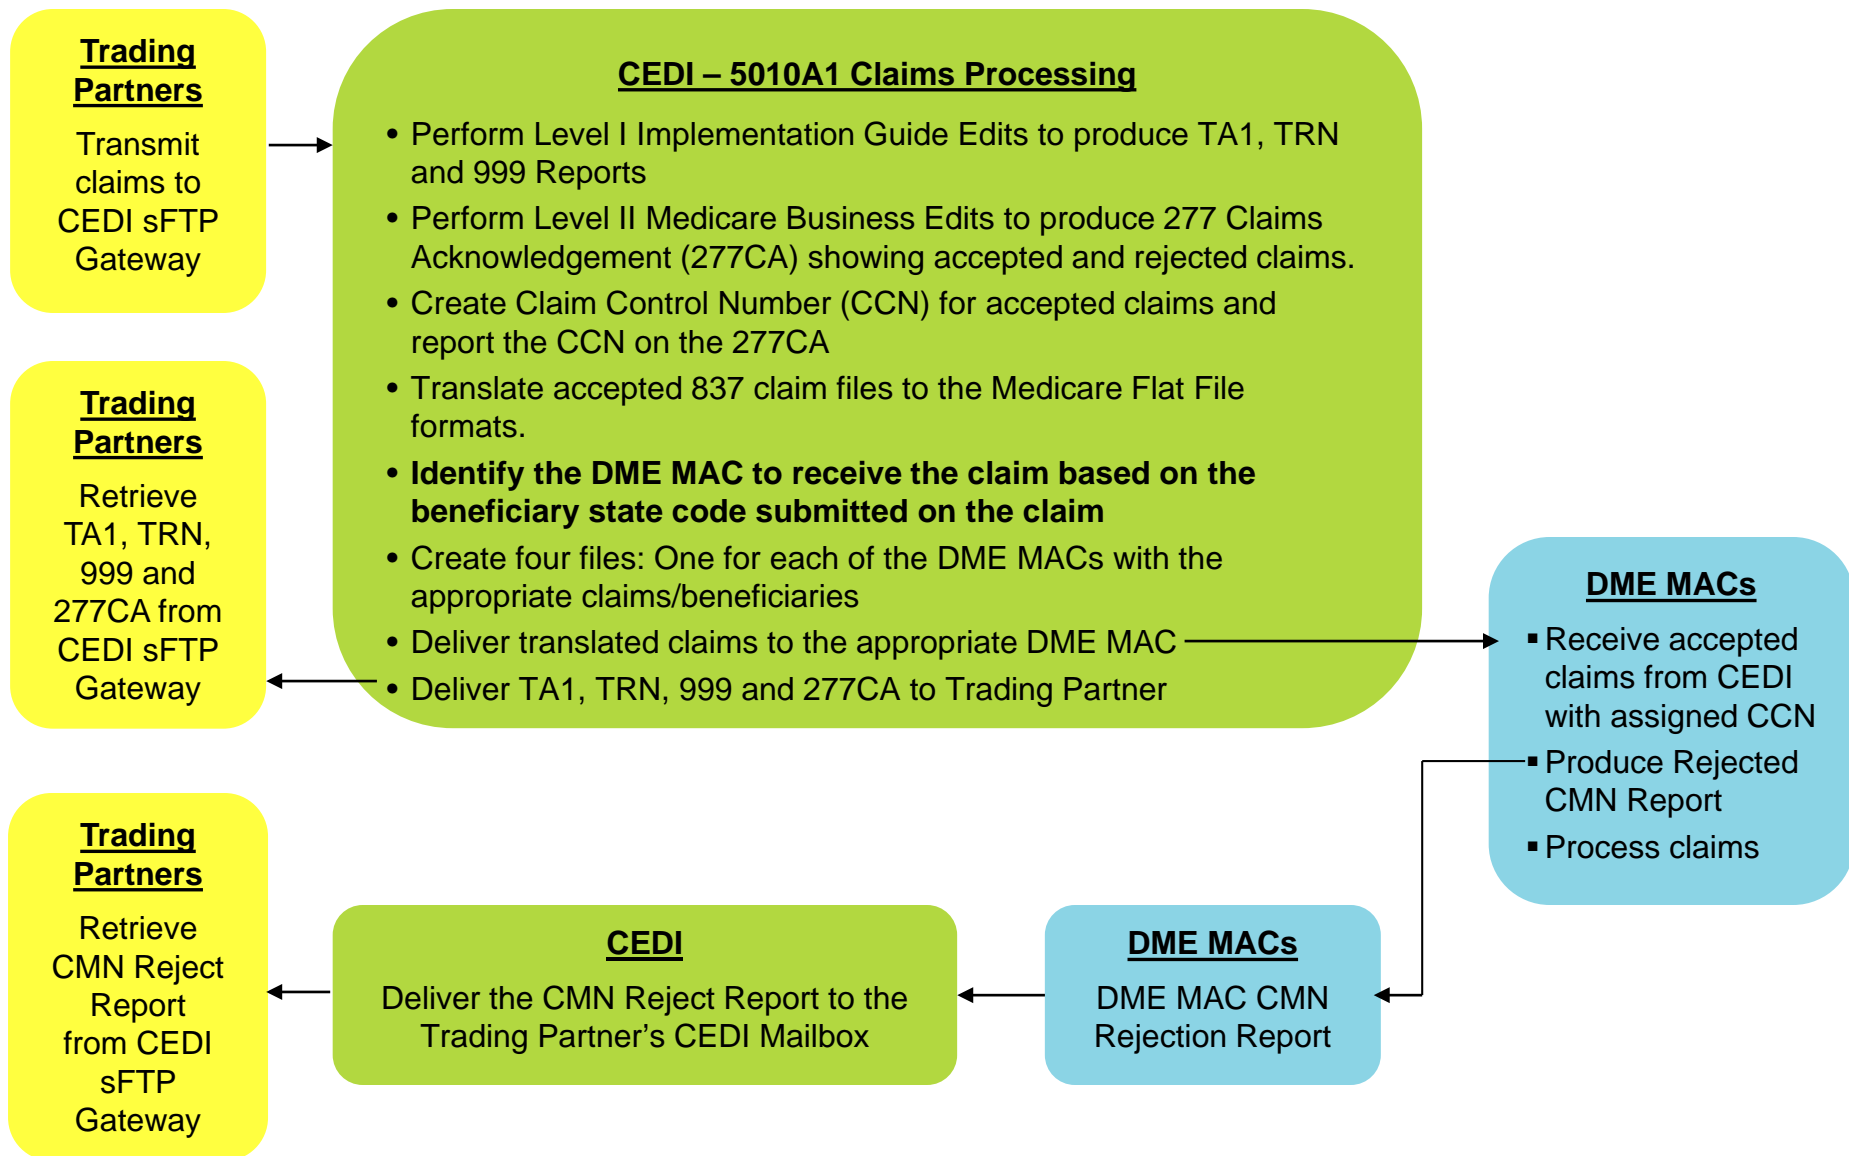 Trading
Partners
Transmit
claims to
CEDI sFTP
Gateway
CEDI – 5010A1 Claims Processing
• Perform Level I Implementation Guide Edits to produce TA1, TRN
and 999 Reports
• Perform Level II Medicare Business Edits to produce 277 Claims
Acknowledgement (277CA) showing accepted and rejected claims.
• Create Claim Control Number (CCN) for accepted claims and
report the CCN on the 277CA
• Translate accepted 837 claim files to the Medicare Flat File
formats.
• Identify the DME MAC to receive the claim based on the
beneficiary state code submitted on the claim
• Create four files: One for each of the DME MACs with the
appropriate claims/beneficiaries
• Deliver translated claims to the appropriate DME MAC
• Deliver TA1, TRN, 999 and 277CA to Trading Partner
Trading
Partners
Retrieve
TA1, TRN,
999 and
277CA from
CEDI sFTP
Gateway
DME MACs
▪ Receive accepted
claims from CEDI
with assigned CCN
▪ Produce Rejected
CMN Report
▪ Process claims
Trading
Partners
Retrieve
CMN Reject
Report
from CEDI
sFTP
Gateway
CEDI
Deliver the CMN Reject Report to the
Trading Partner’s CEDI Mailbox
DME MACs
DME MAC CMN
Rejection Report